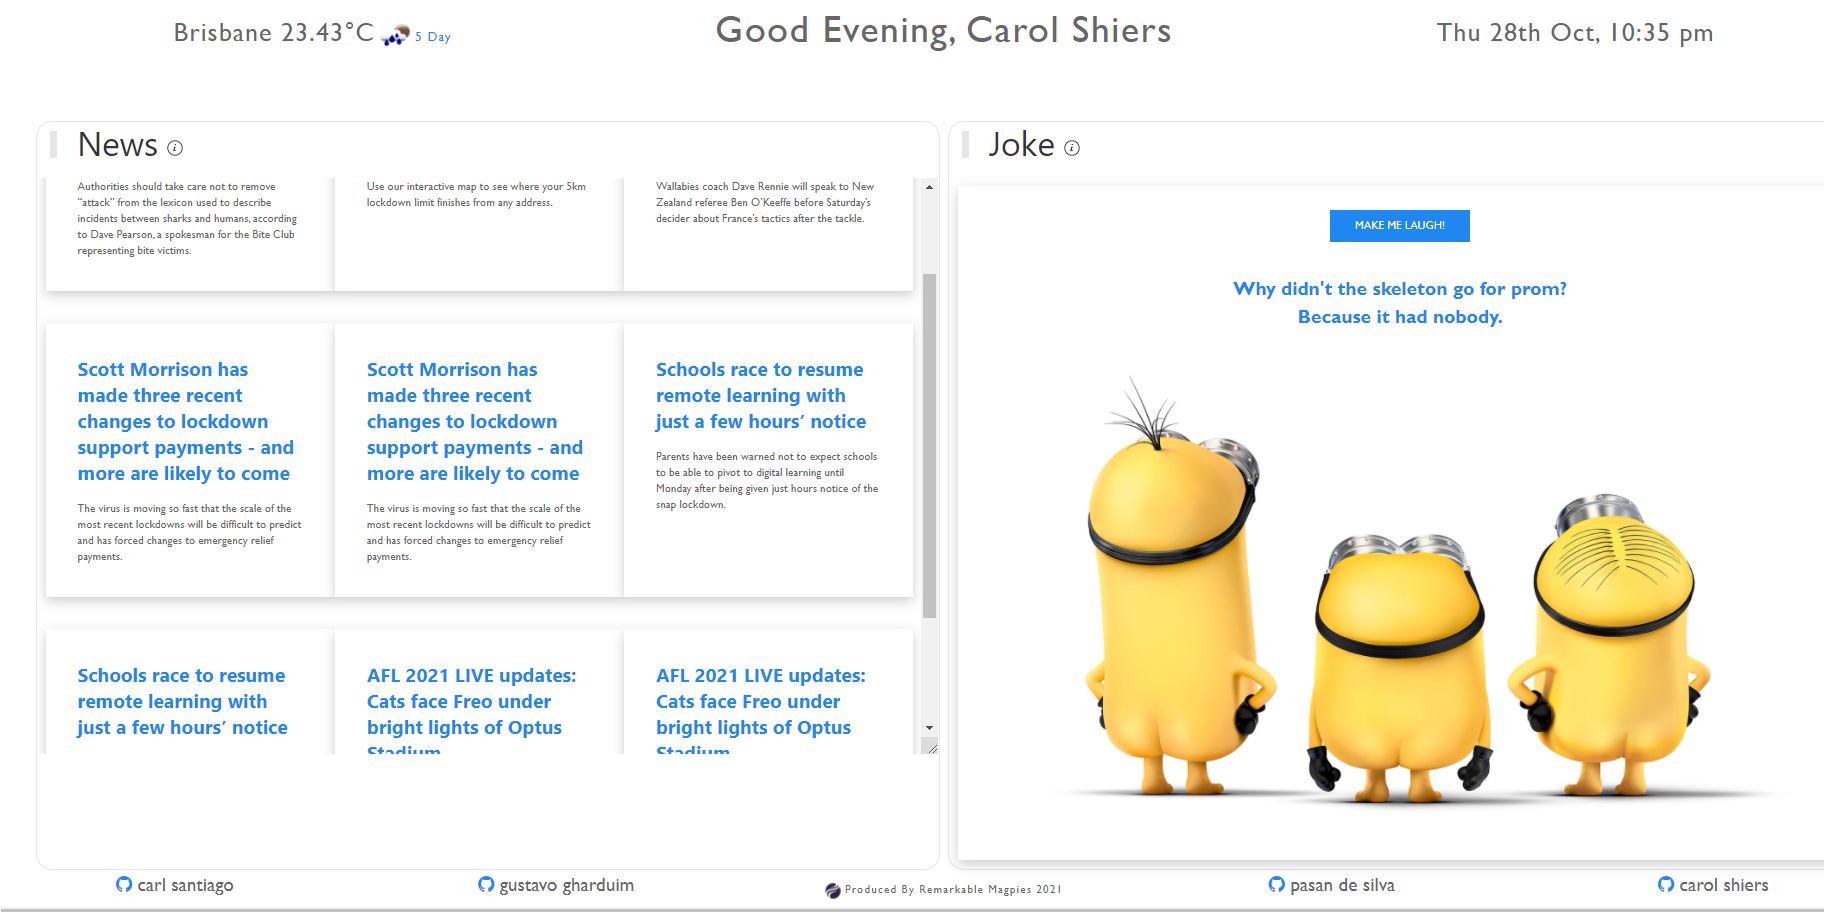 Brisbane 23.43°C 5 Day
Good Evening, Carol Shiers
Thu 28th Oct, 10:35 pm
News
Authorities should take care not to remove
“attack” from the lexicon used to describe
incidents between sharks and humans, according
to Dave Pearson, a spokesman for the Bite Club
representing bite victims.
Use our interactive map to see where your 5km
lockdown limit finishes from any address.
Wallabies coach Dave Rennie will speak to New
Zealand referee Ben O’Keeffe before Saturday’s
decider about France’s tactics after the tackle.
Scott Morrison has
made three recent
changes to lockdown
support payments - and
more are likely to come
The virus is moving so fast that the scale of the
most recent lockdowns will be difficult to predict
and has forced changes to emergency relief
payments.
Scott Morrison has
made three recent
changes to lockdown
support payments - and
more are likely to come
The virus is moving so fast that the scale of the
most recent lockdowns will be difficult to predict
and has forced changes to emergency relief
payments.
Schools race to resume
remote learning with
just a few hours’ notice
Parents have been warned not to expect schools
to be able to pivot to digital learning until
Monday after being given just hours notice of the
snap lockdown.
Schools race to resume
remote learning with
just a few hours’ notice
AFL 2021 LIVE updates:
Cats face Freo under
bright lights of Optus
Stadium
AFL 2021 LIVE updates:
Cats face Freo under
bright lights of Optus
Stadium
Joke
MAKE ME LAUGH!
Why didn't the skeleton go for prom?
Because it had nobody.
carl santiago
gustavo gharduim
Produced By Remarkable Magpies 2021
pasan de silva
carol shiers